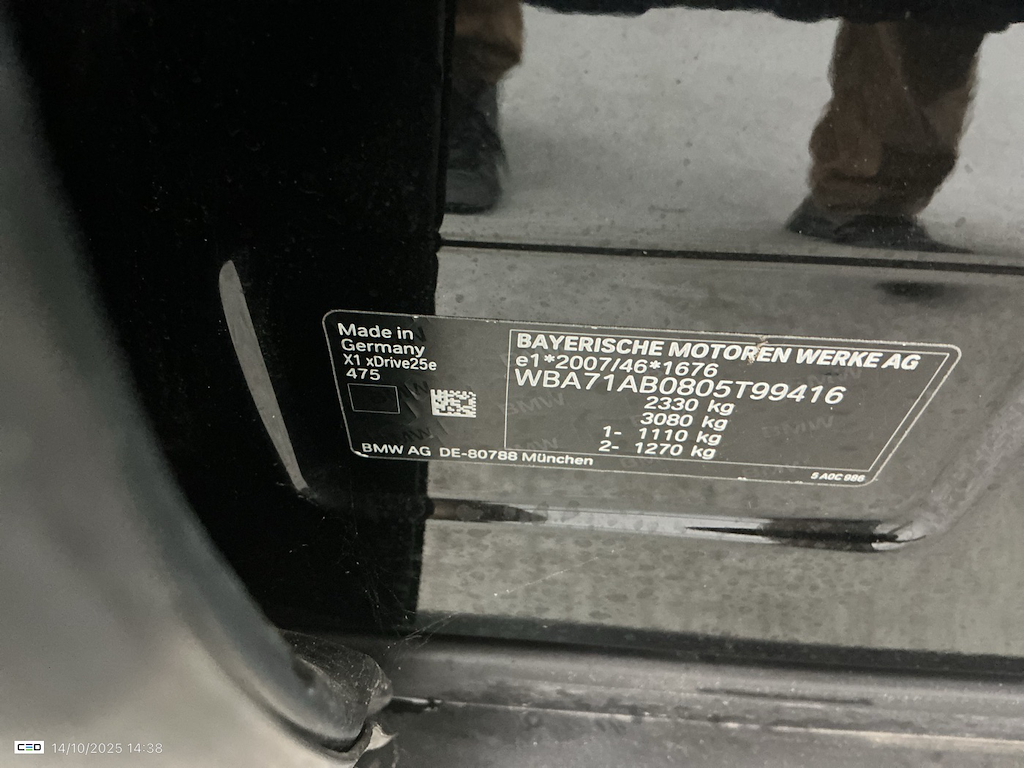 Made in
Germany
X1 xDrive25e
475
BAYERISCHE MOTOREN WERKE AG
e1*2007/46*1676
WBA71AB0805T99416
2330 kg
3080 kg
1- 1110 kg
2- 1270 kg
BMW AG DE-80788 München
5 A0C 986
CEO 14/10/2025 14:38